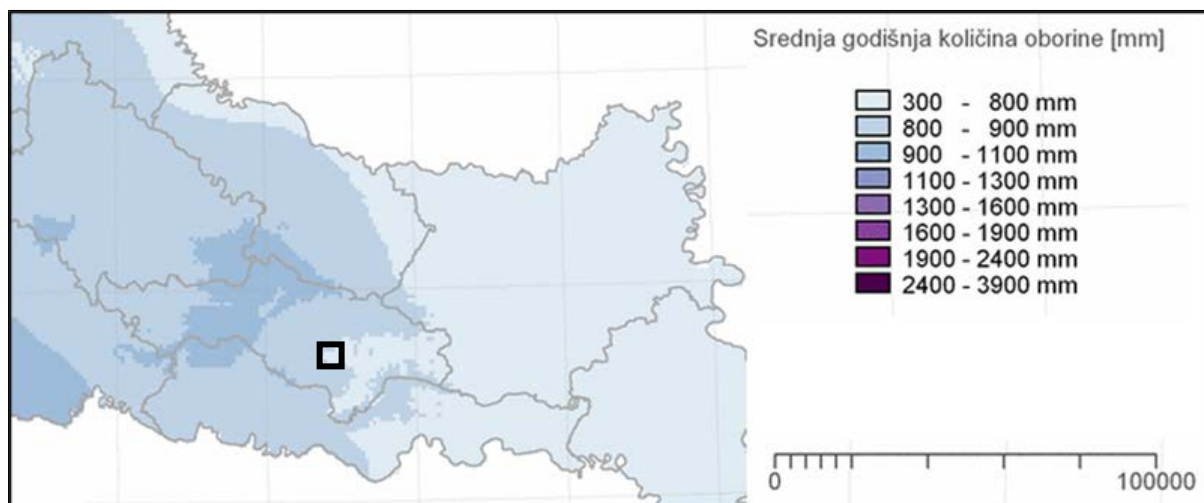 Srednja godišnja količina oborine [mm]
300 - 800 mm
800 - 900 mm
900 - 1100 mm
1100 - 1300 mm
1300 - 1600 mm
1600 - 1900 mm
1900 - 2400 mm
2400 - 3900 mm
0 100000